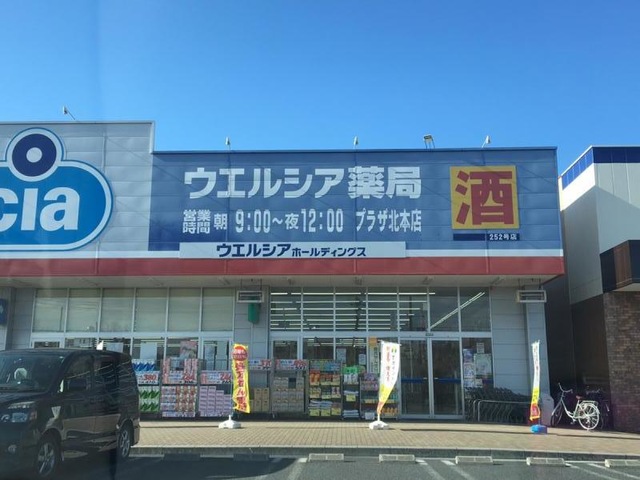 cia
ウエルシア薬局
営業時間 朝 9:00~夜12:00 プラザ北本店
酒
252号店
ウエルシアホールディングス